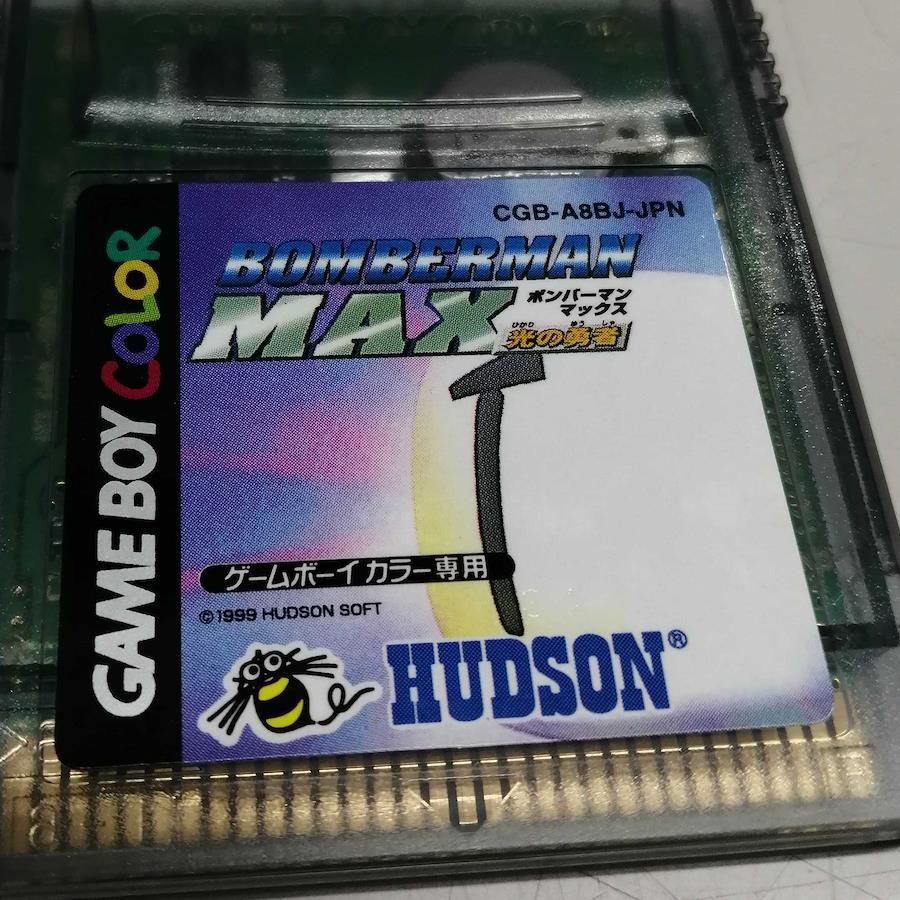 GAME BOY COLOR
CGB-A8BJ-JPN
BOMBERMAN
MAX
ボンバーマン
マックス
ひかり ゆう しゃ
光の勇者
ゲームボーイ カラー専用
©1999 HUDSON SOFT
HUDSON®